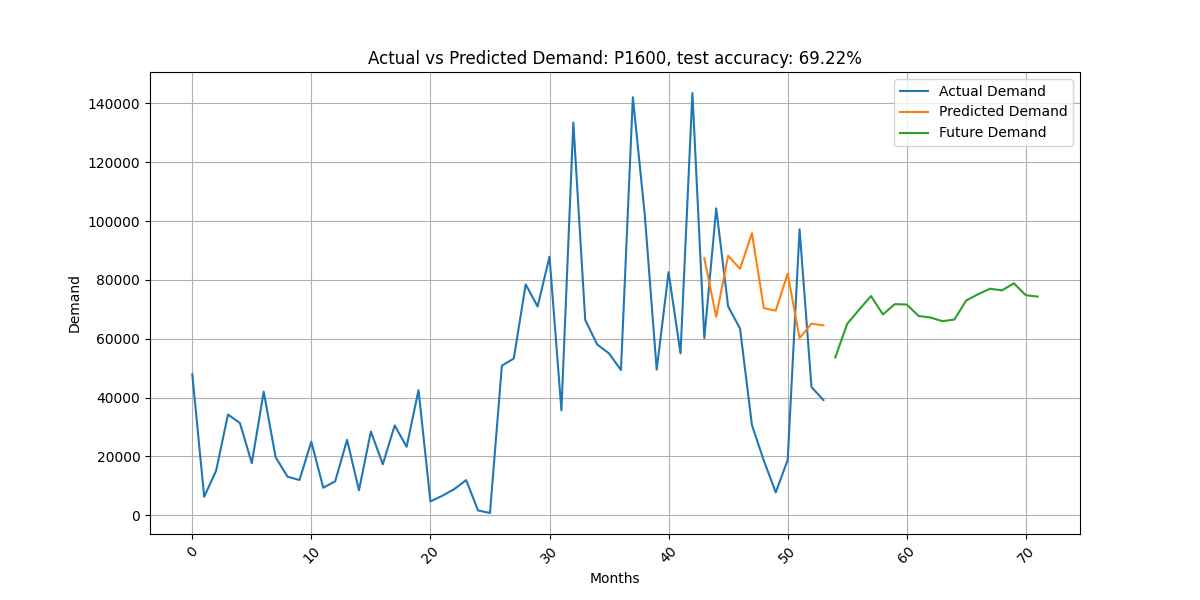 Actual vs Predicted Demand: P1600, test accuracy: 69.22%
Actual Demand
Predicted Demand
Future Demand
140000
120000
100000
80000
60000
40000
20000
0
Demand
0 10 20 30 40 50 60 70
Months